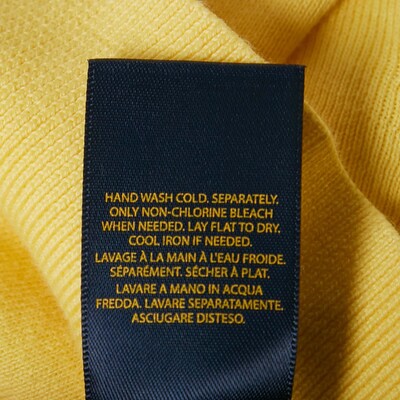 HAND WASH COLD. SEPARATELY.
ONLY NON-CHLORINE BLEACH
WHEN NEEDED. LAY FLAT TO DRY.
COOL IRON IF NEEDED.
LAVAGE À LA MAIN À L'EAU FROIDE.
SÉPARÉMENT. SÉCHER À PLAT.
LAVARE A MANO IN ACQUA
FREDDA. LAVARE SEPARATAMENTE.
ASCIUGARE DISTESO.